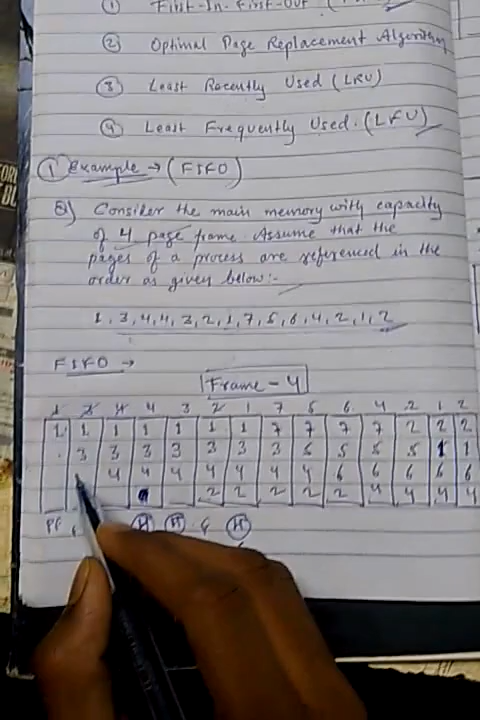 ① First-In-First-Out
② Optimal Page Replacement Algorithm
③ Least Recently Used (LRU)
④ Least Frequently Used. (LFU)
① Example → (FIFO)
Q) Consider the main memory with capacity
of 4 page frame. Assume that the
pages of a process are referenced in the
order as given below:-
1, 3, 4, 4, 3, 2, 1, 7, 5, 6, 4, 2, 1, 2
FIFO →
Frame - 4
1 3 4 4 3 2 1 7 5 6 4 2 1 2
1 1 1 1 1 1 1 7 7 7 7 2 2 2
3 3 3 3 3 3 3 5 5 5 5 1 1
4 4 4 4 4 4 4 6 6 6 6 6
2 2 2 2 2 4 4 4 4
PF H H H